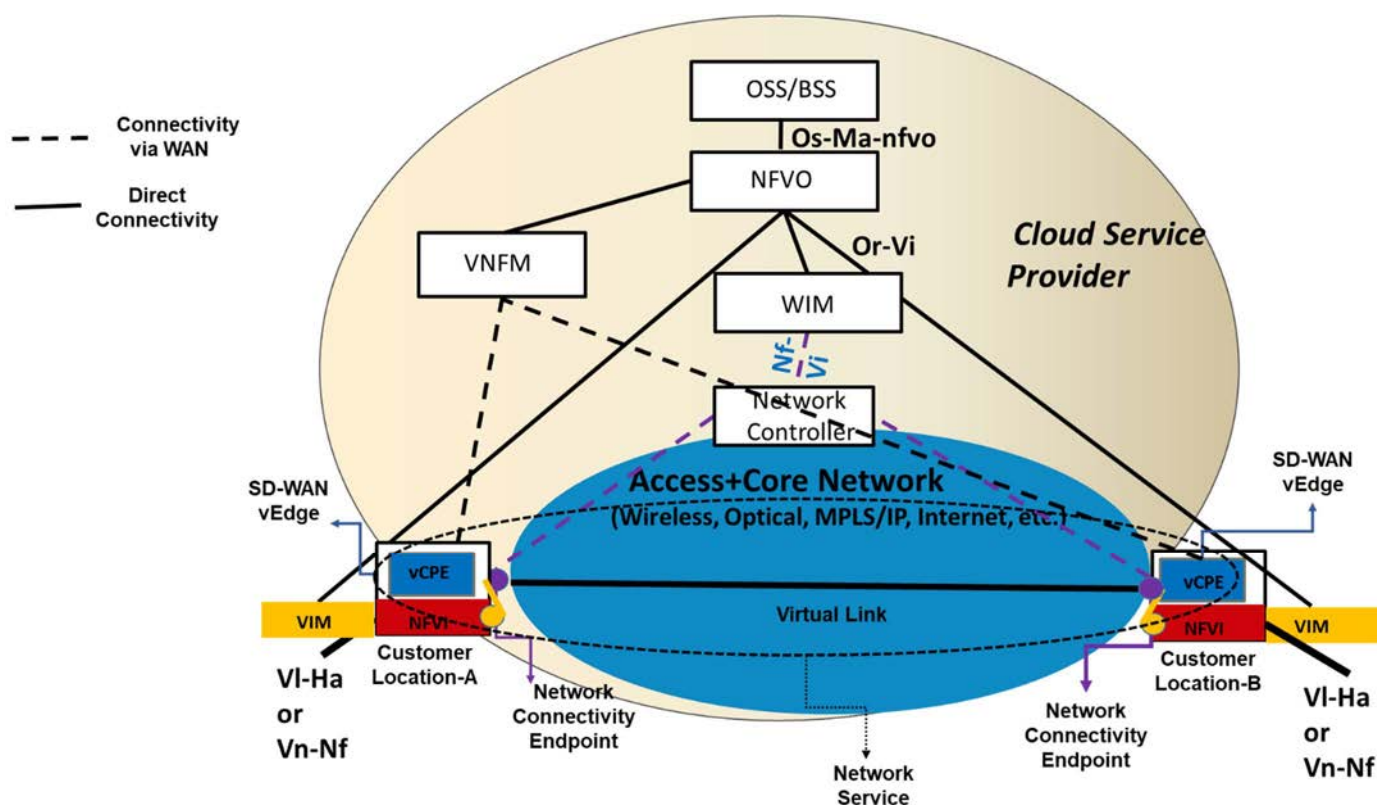 OSS/BSS
Connectivity
via WAN
Os-Ma-nfvo
NFVO
Direct
Connectivity
Cloud Service
Provider
VNFM
Or-Vi
WIM
Nf-
Vi
Network
Controller
SD-WAN
vEdge
SD-WAN
vEdge
Access+Core Network
(Wireless, Optical, MPLS/IP, Internet, etc.)
vCPE
vCPE
Virtual Link
VIM
NFVI
NFVI
VIM
Customer
Location-A
Customer
Location-B
Vl-Ha
or
Vn-Nf
Network
Connectivity
Endpoint
Network
Connectivity
Endpoint
Vl-Ha
or
Vn-Nf
Network
Service